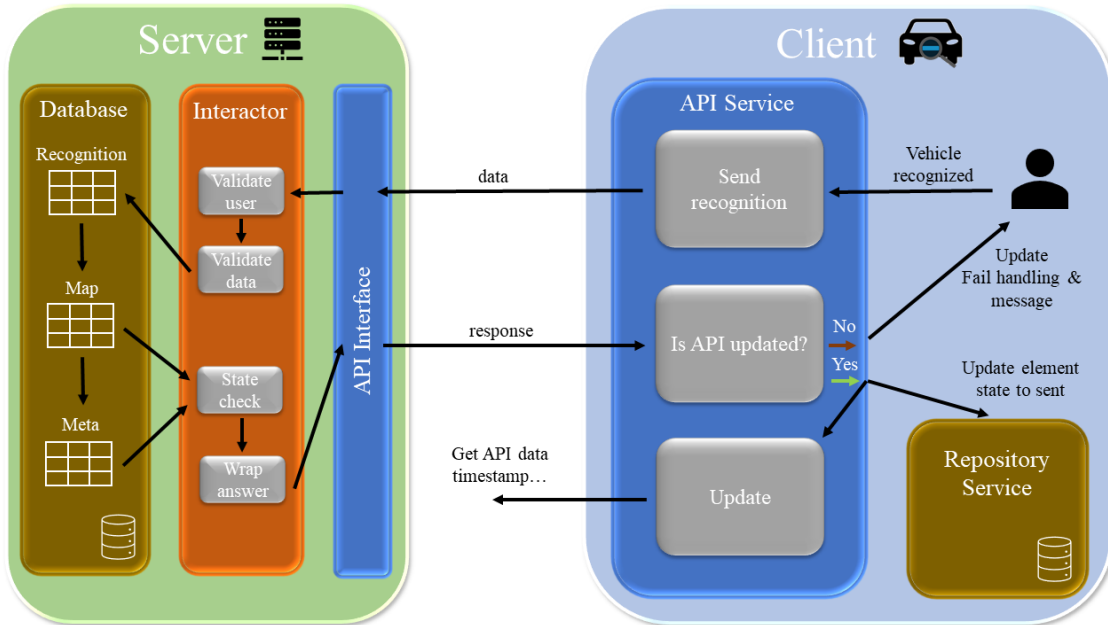 Server
Database
Recognition
Map
Meta
Interactor
Validate
user
Validate
data
State
check
Wrap
answer
API Interface
data
response
Get API data
timestamp…
Client
API Service
Send
recognition
Is API updated?
No
Yes
Update
Vehicle
recognized
Update
Fail handling &
message
Update element
state to sent
Repository
Service